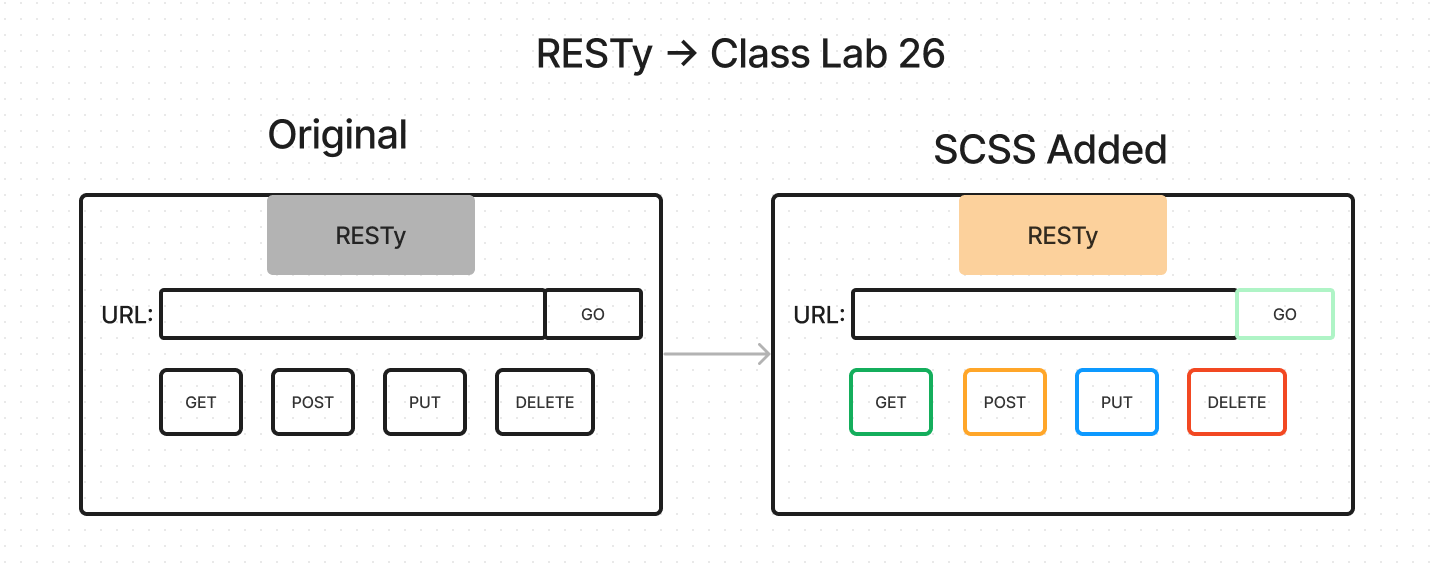 RESTy → Class Lab 26
Original
SCSS Added
RESTy
URL:
GO
GET
POST
PUT
DELETE
RESTy
URL:
GO
GET
POST
PUT
DELETE